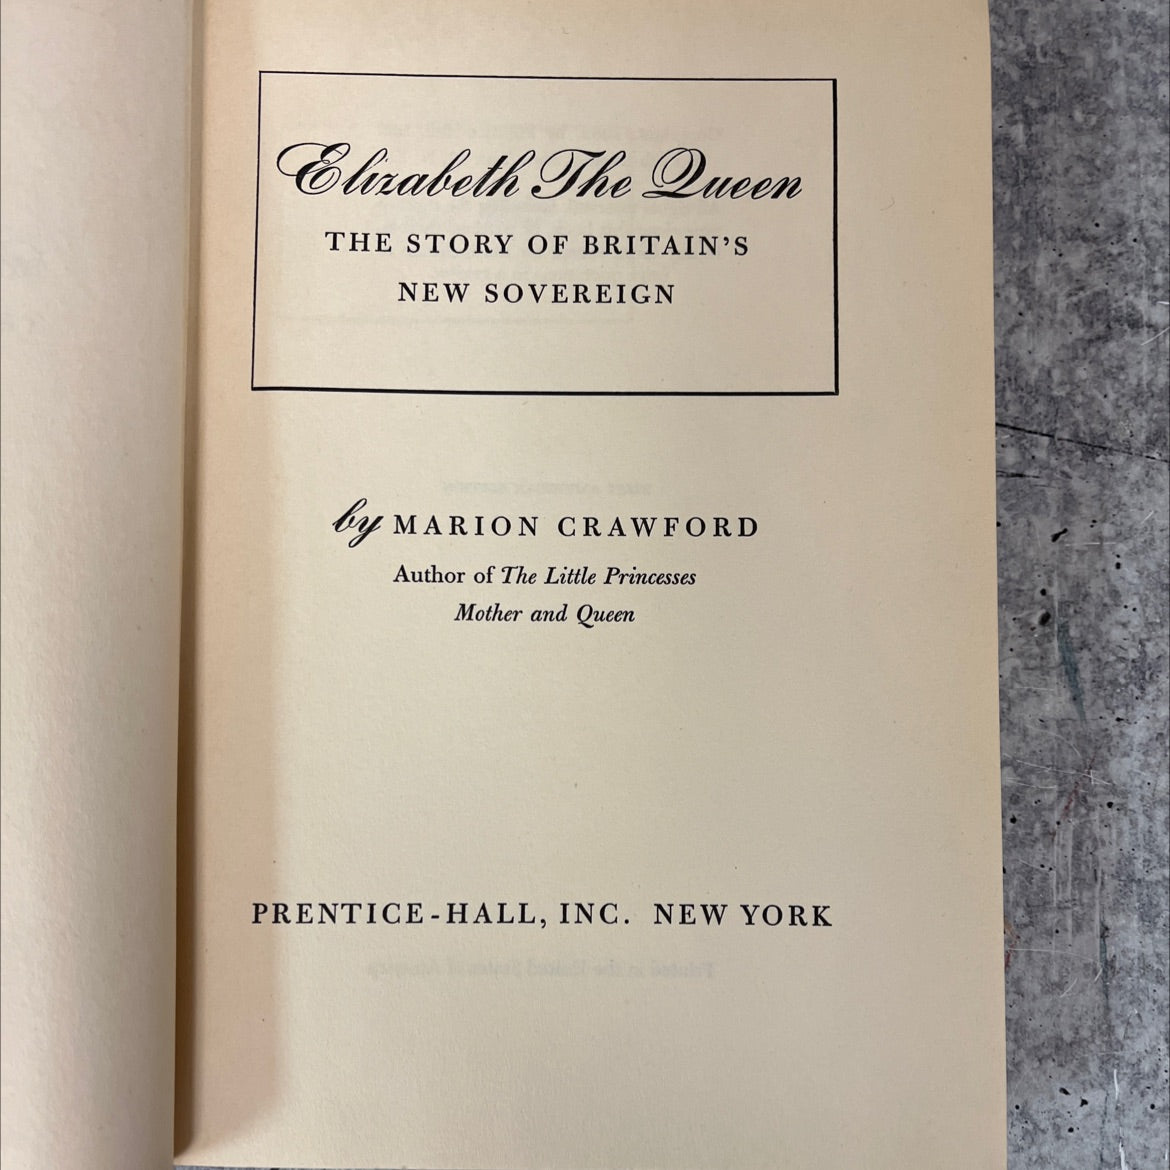 Elizabeth The Queen
THE STORY OF BRITAIN'S
NEW SOVEREIGN
by MARION CRAWFORD
Author of The Little Princesses
Mother and Queen
PRENTICE-HALL, INC. NEW YORK